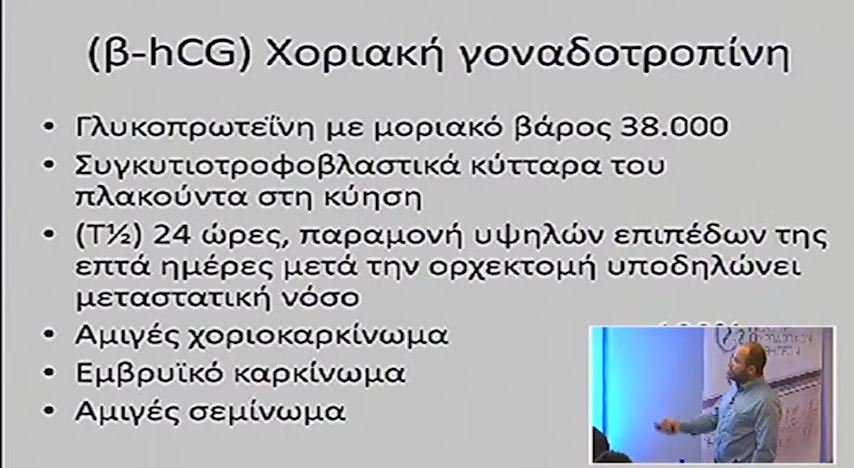 (β-hCG) Χοριακή γοναδοτροπίνη
• Γλυκοπρωτεΐνη με μοριακό βάρος 38.000
• Συγκυτιοτροφοβλαστικά κύτταρα του
πλακούντα στη κύηση
• (Τ½) 24 ώρες, παραμονή υψηλών επιπέδων της
επτά ημέρες μετά την ορχεκτομή υποδηλώνει
μεταστατική νόσο
• Αμιγές χοριοκαρκίνωμα
• Εμβρυϊκό καρκίνωμα
• Αμιγές σεμίνωμα